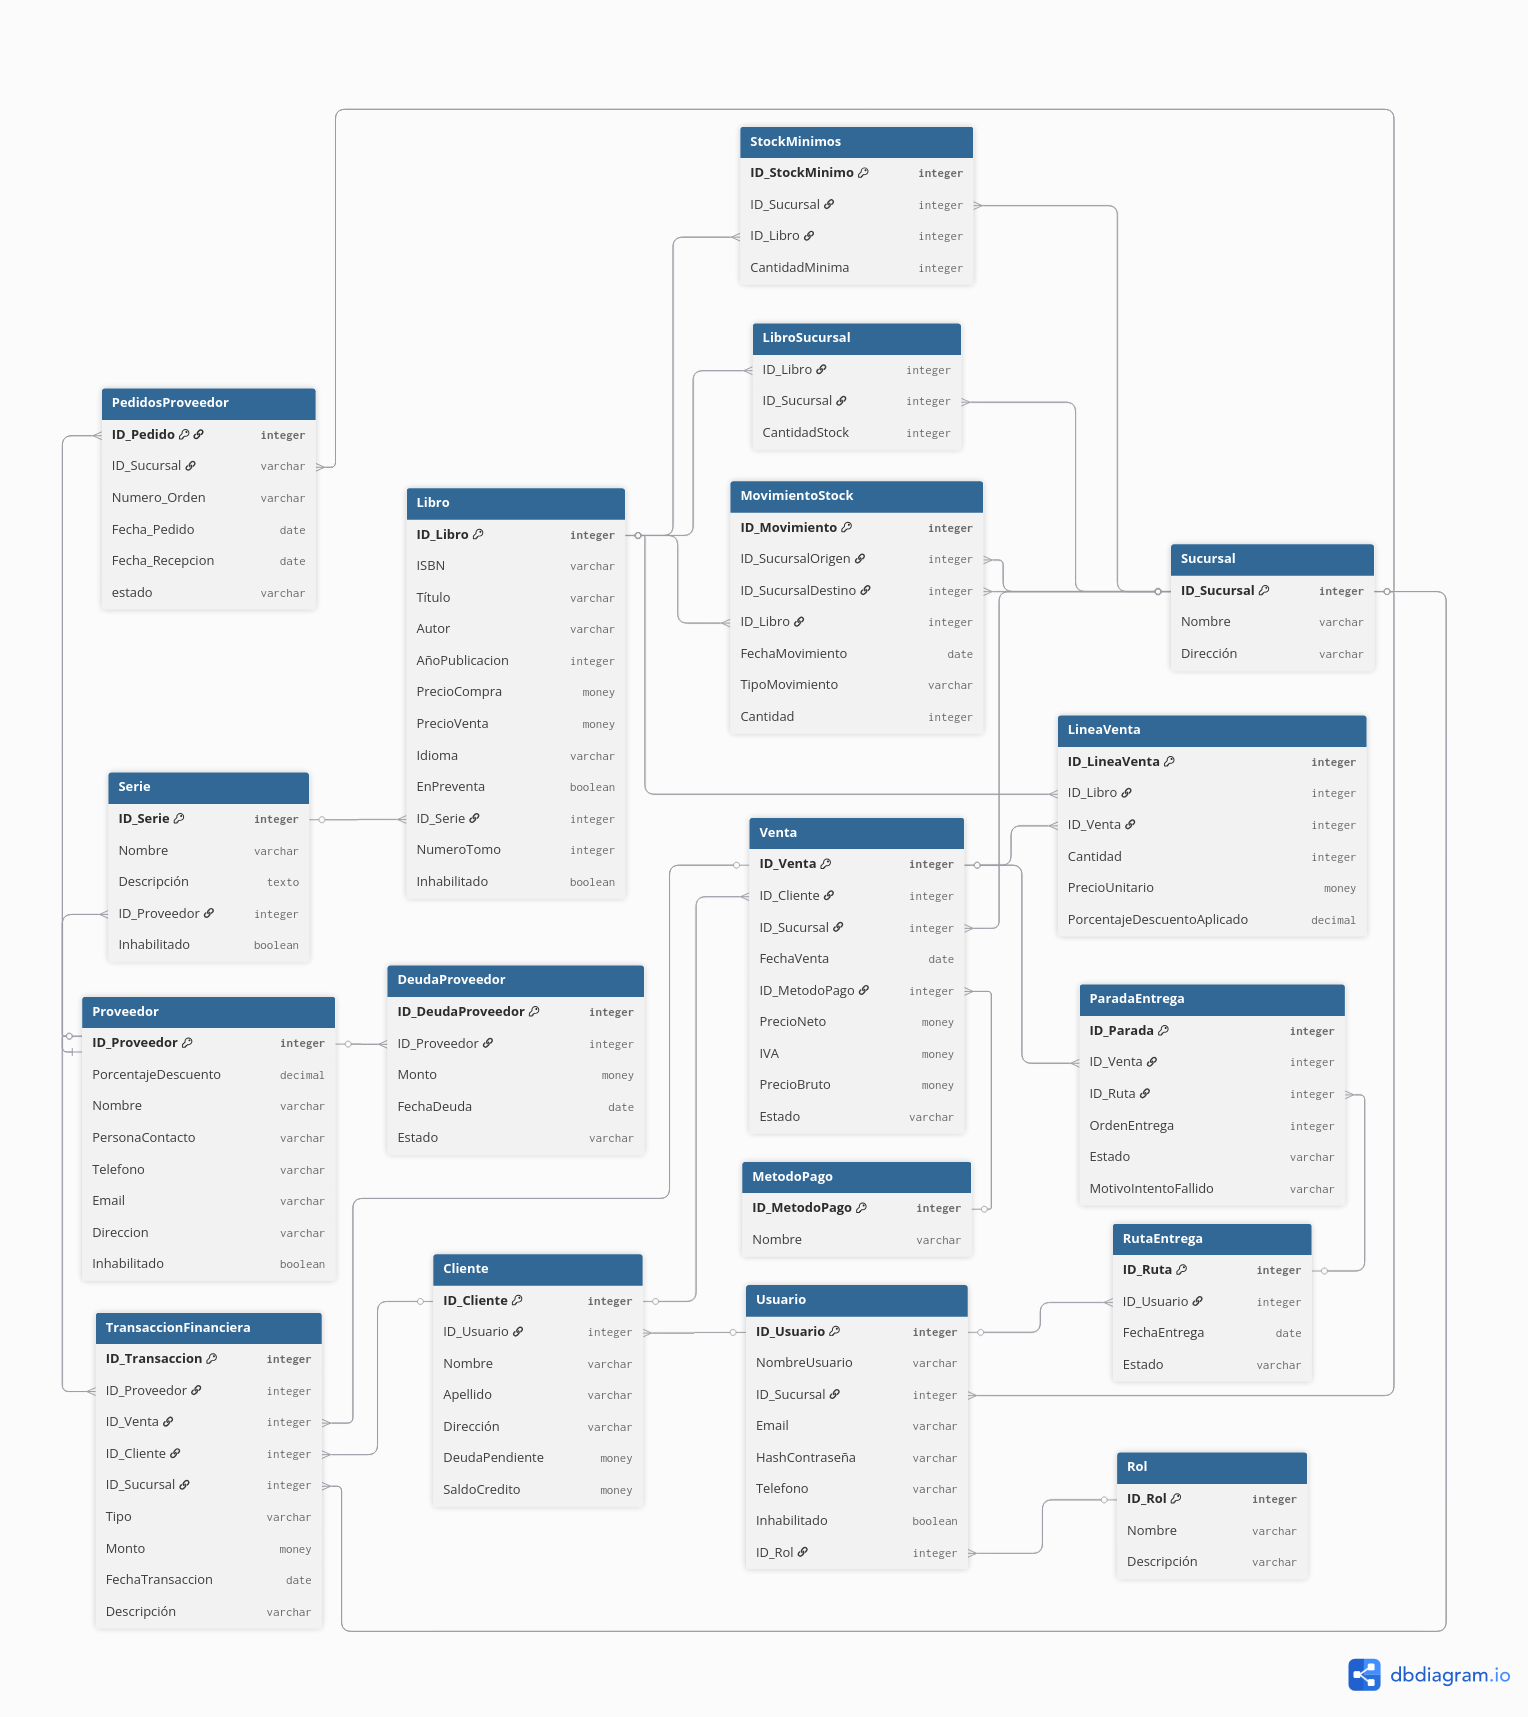 StockMinimos
ID_StockMinimo integer
ID_Sucursal integer
ID_Libro integer
CantidadMinima integer
LibroSucursal
ID_Libro integer
ID_Sucursal integer
CantidadStock integer
PedidosProveedor
ID_Pedido integer
ID_Sucursal varchar
Numero_Orden varchar
Fecha_Pedido date
Fecha_Recepcion date
estado varchar
Libro
ID_Libro integer
ISBN varchar
Título varchar
Autor varchar
AñoPublicacion integer
PrecioCompra money
PrecioVenta money
Idioma varchar
EnPreventa boolean
ID_Serie integer
NumeroTomo integer
Inhabilitado boolean
MovimientoStock
ID_Movimiento integer
ID_SucursalOrigen integer
ID_SucursalDestino integer
ID_Libro integer
FechaMovimiento date
TipoMovimiento varchar
Cantidad integer
Sucursal
ID_Sucursal integer
Nombre varchar
Dirección varchar
LineaVenta
ID_LineaVenta integer
ID_Libro integer
ID_Venta integer
Cantidad integer
PrecioUnitario money
PorcentajeDescuentoAplicado decimal
Serie
ID_Serie integer
Nombre varchar
Descripción texto
ID_Proveedor integer
Inhabilitado boolean
Venta
ID_Venta integer
ID_Cliente integer
ID_Sucursal integer
FechaVenta date
ID_MetodoPago integer
PrecioNeto money
IVA money
PrecioBruto money
Estado varchar
DeudaProveedor
ID_DeudaProveedor integer
ID_Proveedor integer
Monto money
FechaDeuda date
Estado varchar
Proveedor
ID_Proveedor integer
PorcentajeDescuento decimal
Nombre varchar
PersonaContacto varchar
Telefono varchar
Email varchar
Direccion varchar
Inhabilitado boolean
ParadaEntrega
ID_Parada integer
ID_Venta integer
ID_Ruta integer
OrdenEntrega integer
Estado varchar
MotivoIntentoFallido varchar
MetodoPago
ID_MetodoPago integer
Nombre varchar
RutaEntrega
ID_Ruta integer
ID_Usuario integer
FechaEntrega date
Estado varchar
Cliente
ID_Cliente integer
ID_Usuario integer
Nombre varchar
Apellido varchar
Dirección varchar
DeudaPendiente money
SaldoCredito money
Usuario
ID_Usuario integer
NombreUsuario varchar
ID_Sucursal integer
Email varchar
HashContraseña varchar
Telefono varchar
Inhabilitado boolean
ID_Rol integer
TransaccionFinanciera
ID_Transaccion integer
ID_Proveedor integer
ID_Venta integer
ID_Cliente integer
ID_Sucursal integer
Tipo varchar
Monto money
FechaTransaccion date
Descripción varchar
Rol
ID_Rol integer
Nombre varchar
Descripción varchar
dbdiagram.io